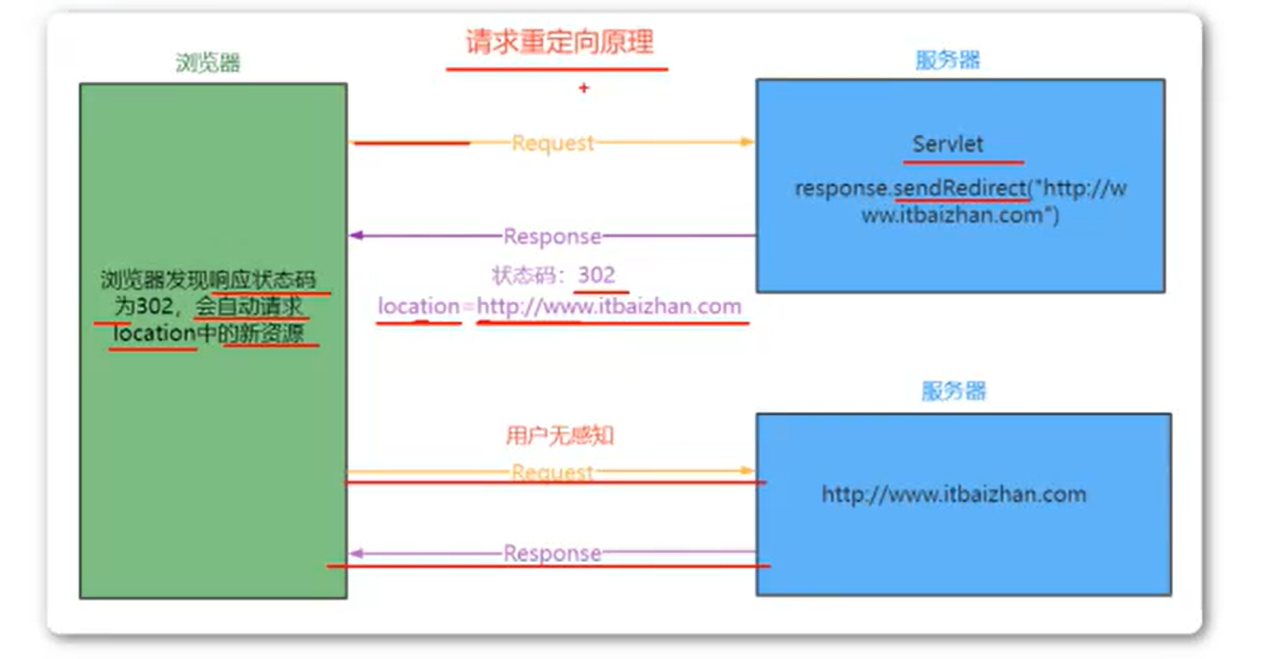 请求重定向原理
浏览器
服务器
Request
Servlet
response.sendRedirect("http://w
ww.itbaizhan.com")
Response
状态码：302
location=http://www.itbaizhan.com
浏览器发现响应状态码
为302，会自动请求
location中的新资源
服务器
用户无感知
Request
http://www.itbaizhan.com
Response